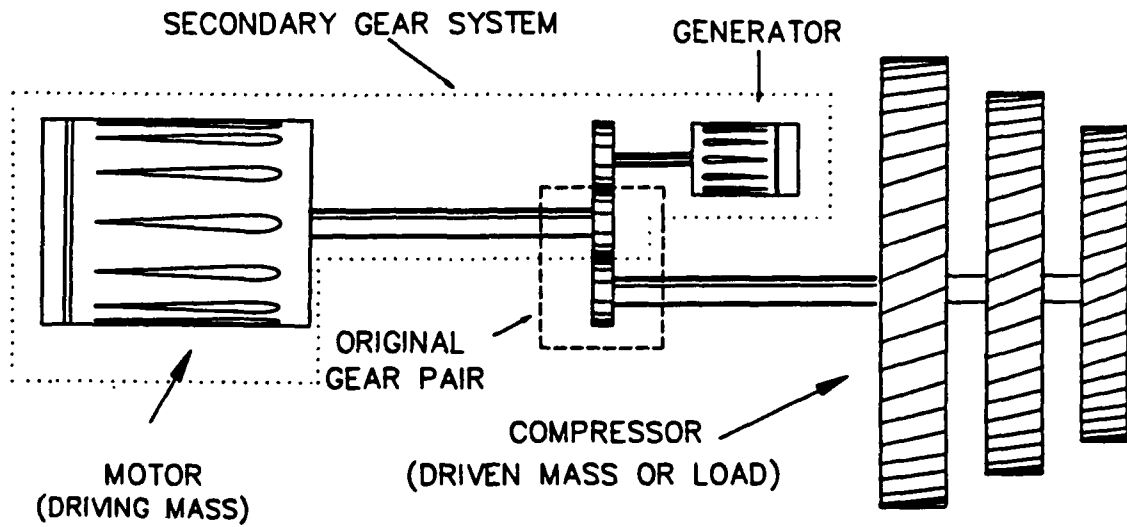 SECONDARY GEAR SYSTEM
GENERATOR
ORIGINAL
GEAR PAIR
COMPRESSOR
(DRIVEN MASS OR LOAD)
MOTOR
(DRIVING MASS)